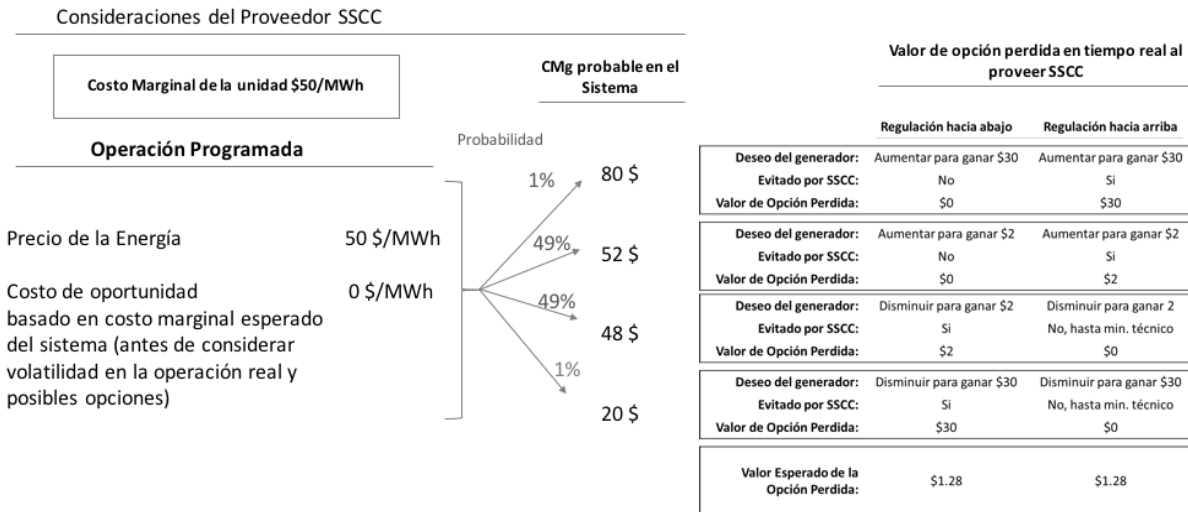 Consideraciones del Proveedor SSCC
Costo Marginal de la unidad $50/MWh
Operación Programada
Precio de la Energía 50 $/MWh
Costo de oportunidad 0 $/MWh
basado en costo marginal esperado
del sistema (antes de considerar
volatilidad en la operación real y
posibles opciones)
Probabilidad
CMg probable en el
Sistema
1% 80 $
49% 52 $
49% 48 $
1% 20 $
Valor de opción perdida en tiempo real al
proveer SSCC
Regulación hacia abajo Regulación hacia arriba
Deseo del generador: Aumentar para ganar $30 Aumentar para ganar $30
Evitado por SSCC: No Si
Valor de Opción Perdida: $0 $30
Deseo del generador: Aumentar para ganar $2 Aumentar para ganar $2
Evitado por SSCC: No Si
Valor de Opción Perdida: $0 $2
Deseo del generador: Disminuir para ganar $2 Disminuir para ganar 2
Evitado por SSCC: Si No, hasta min. técnico
Valor de Opción Perdida: $2 $0
Deseo del generador: Disminuir para ganar $30 Disminuir para ganar $30
Evitado por SSCC: Si No, hasta min. técnico
Valor de Opción Perdida: $30 $0
Valor Esperado de la
Opción Perdida: $1.28 $1.28